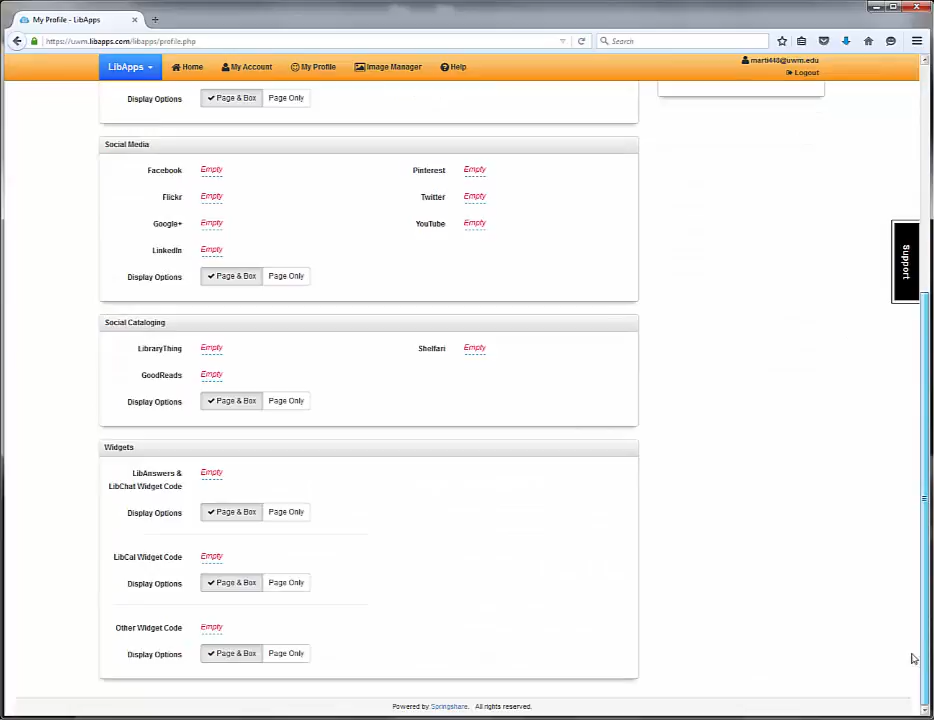 My Profile - LibApps
https://uwm.libapps.com/libapps/profile.php
Search
LibApps
Home
My Account
My Profile
Image Manager
Help
marti448@uwm.edu
Logout
Display Options
Page & Box
Page Only
Social Media
Facebook
Empty
Pinterest
Empty
Flickr
Empty
Twitter
Empty
Google+
Empty
YouTube
Empty
LinkedIn
Empty
Display Options
Page & Box
Page Only
Support
Social Cataloging
LibraryThing
Empty
Shelfari
Empty
GoodReads
Empty
Display Options
Page & Box
Page Only
Widgets
LibAnswers &
LibChat Widget Code
Empty
Display Options
Page & Box
Page Only
LibCal Widget Code
Empty
Display Options
Page & Box
Page Only
Other Widget Code
Empty
Display Options
Page & Box
Page Only
Powered by Springshare. All rights reserved.